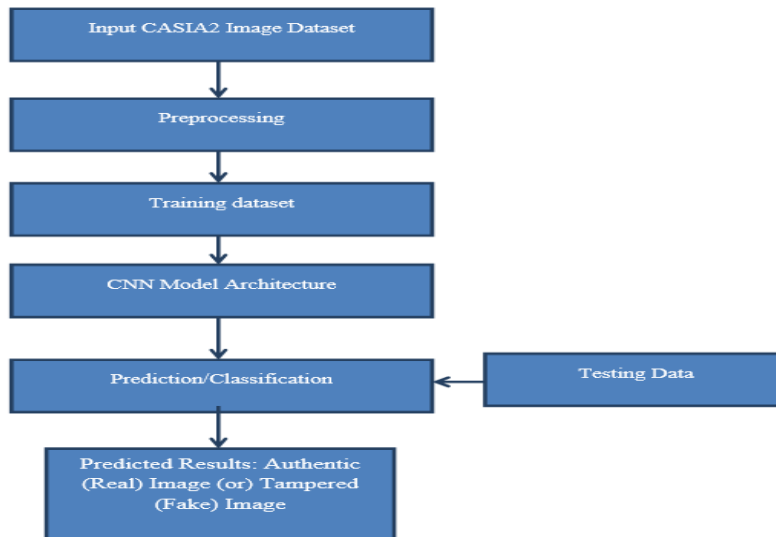 Input CASIA2 Image Dataset
Preprocessing
Training dataset
CNN Model Architecture
Prediction/Classification
Testing Data
Predicted Results: Authentic
(Real) Image (or) Tampered
(Fake) Image